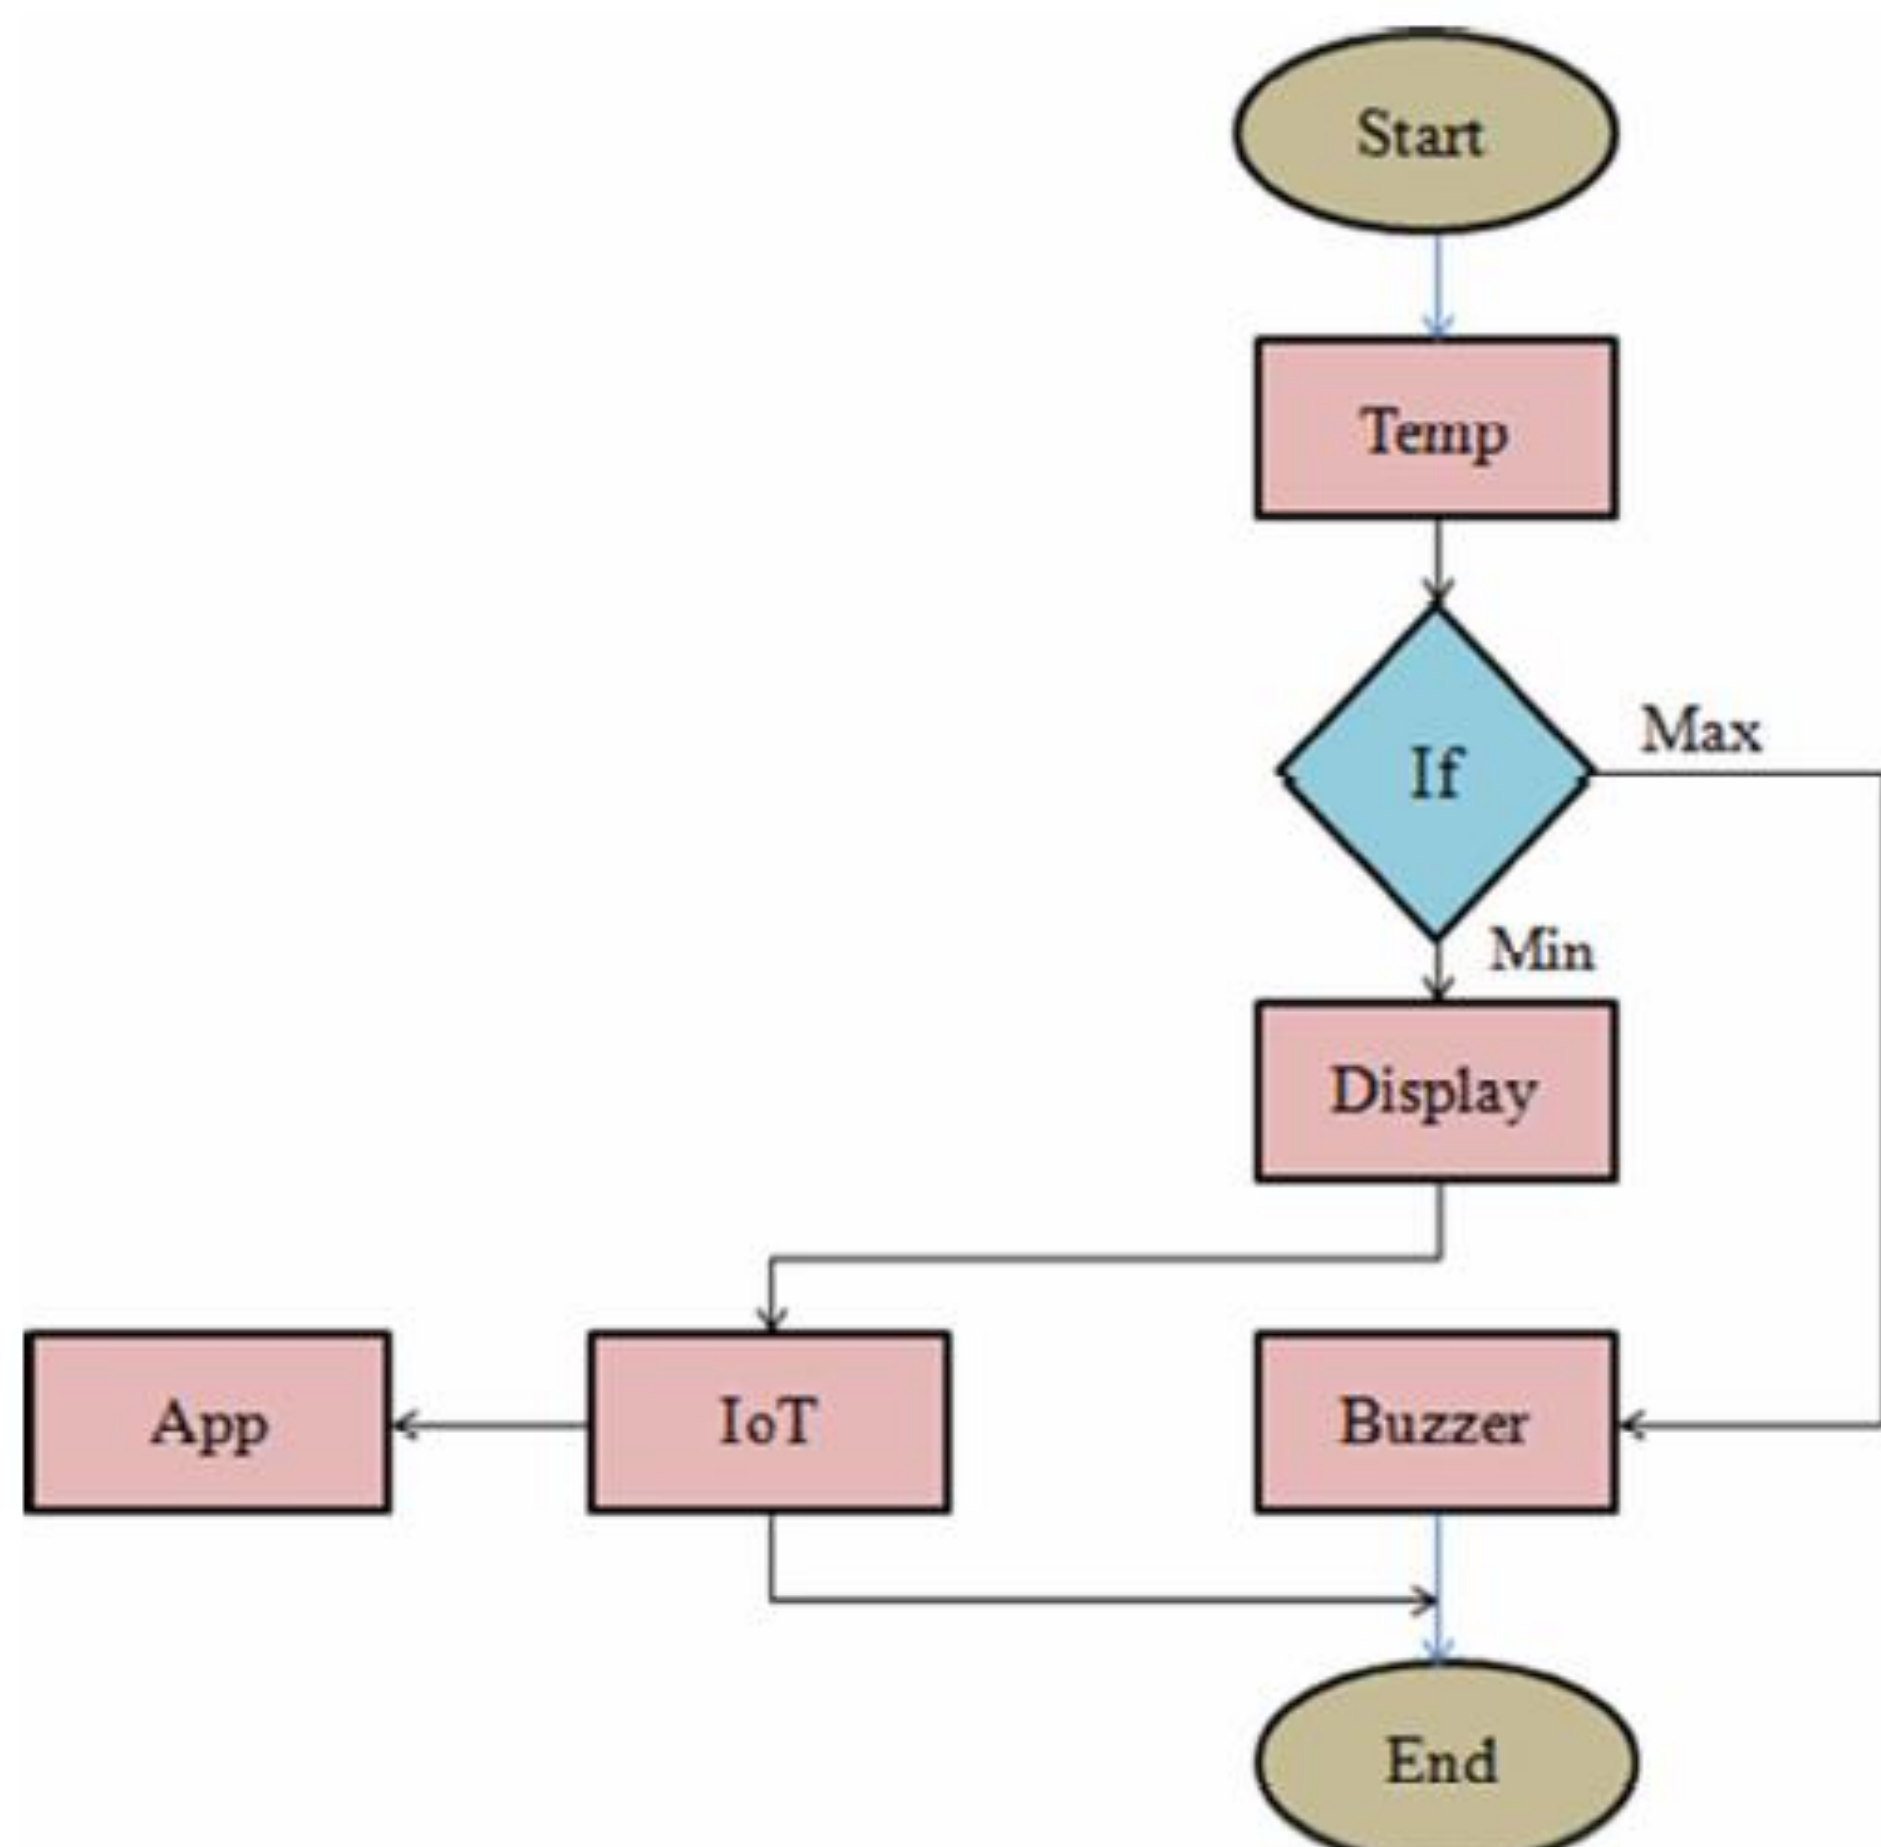 Start
Temp
If
Max
Min
Display
App
IoT
Buzzer
End